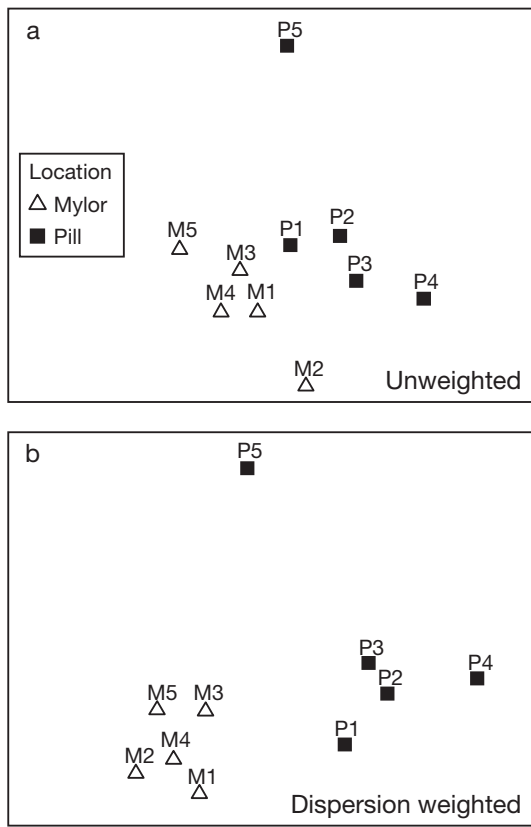 a
P5
Location
Mylor
Pill
M5
M3
P1
P2
P3
M4
M1
P4
M2
Unweighted
b
P5
P3
P2
P4
M5
M3
P1
M2
M4
M1
Dispersion weighted